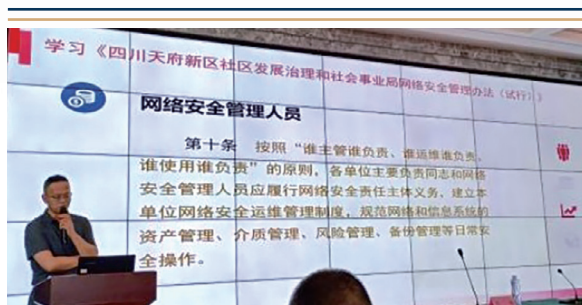 学习《四川天府新区社区发展治理和社会事业局网络安全管理办法（试行）》
网络安全管理人员
第十条 按照“谁主管谁负责、谁运维谁负责、
谁使用谁负责”的原则，各单位主要负责同志和网络
安全管理人员应履行网络安全责任主体义务，建立本
单位网络安全运维管理制度，规范网络和信息系统的
资产管理、介质管理、风险管理、备份管理等日常安
全操作。